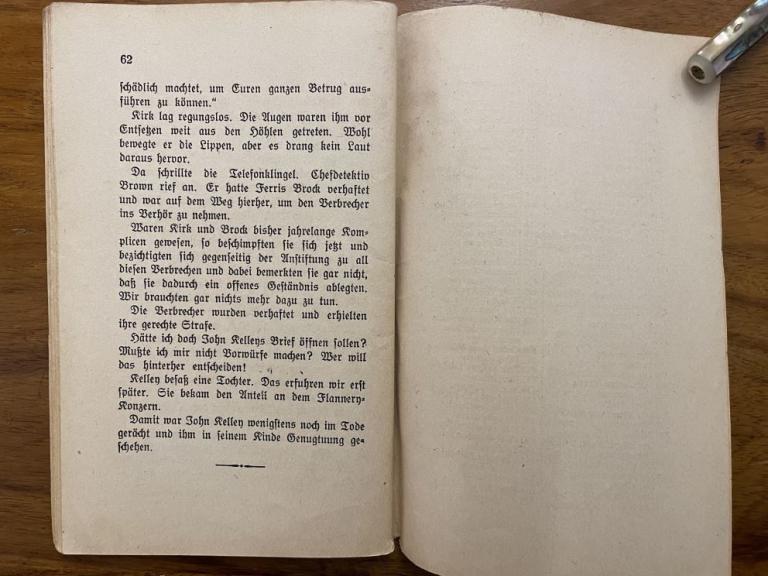 62
schädlich machtet, um Euren ganzen Betrug aus-
führen zu können.“
Kirk lag regungslos. Die Augen waren ihm vor
Entsetzen weit aus den Höhlen getreten. Wohl
bewegte er die Lippen, aber es drang kein Laut
daraus hervor.
Da schrillte die Telefonklingel. Chefdetektiv
Brown rief an. Er hatte Ferris Brock verhaftet
und war auf dem Weg hierher, um den Verbrecher
ins Verhör zu nehmen.
Waren Kirk und Brock bisher jahrelange Kom-
plicen gewesen, so beschimpften sie sich jetzt und
bezichtigten sich gegenseitig der Anstiftung zu all
diesen Verbrechen und dabei bemerkten sie gar nicht,
daß sie dadurch ein offenes Geständnis ablegten.
Wir brauchten gar nichts mehr dazu zu tun.
Die Verbrecher wurden verhaftet und erhielten
ihre gerechte Strafe.
Hätte ich doch John Kelleys Brief öffnen sollen?
Mußte ich mir nicht Vorwürfe machen? Wer will
das hinterher entscheiden!
Kelley besaß eine Tochter. Das erfuhren wir erst
später. Sie bekam den Anteil an dem Flannery-
Konzern.
Damit war John Kelley wenigstens noch im Tode
gerächt und ihm in seinem Kinde Genugtuung ge-
schehen.